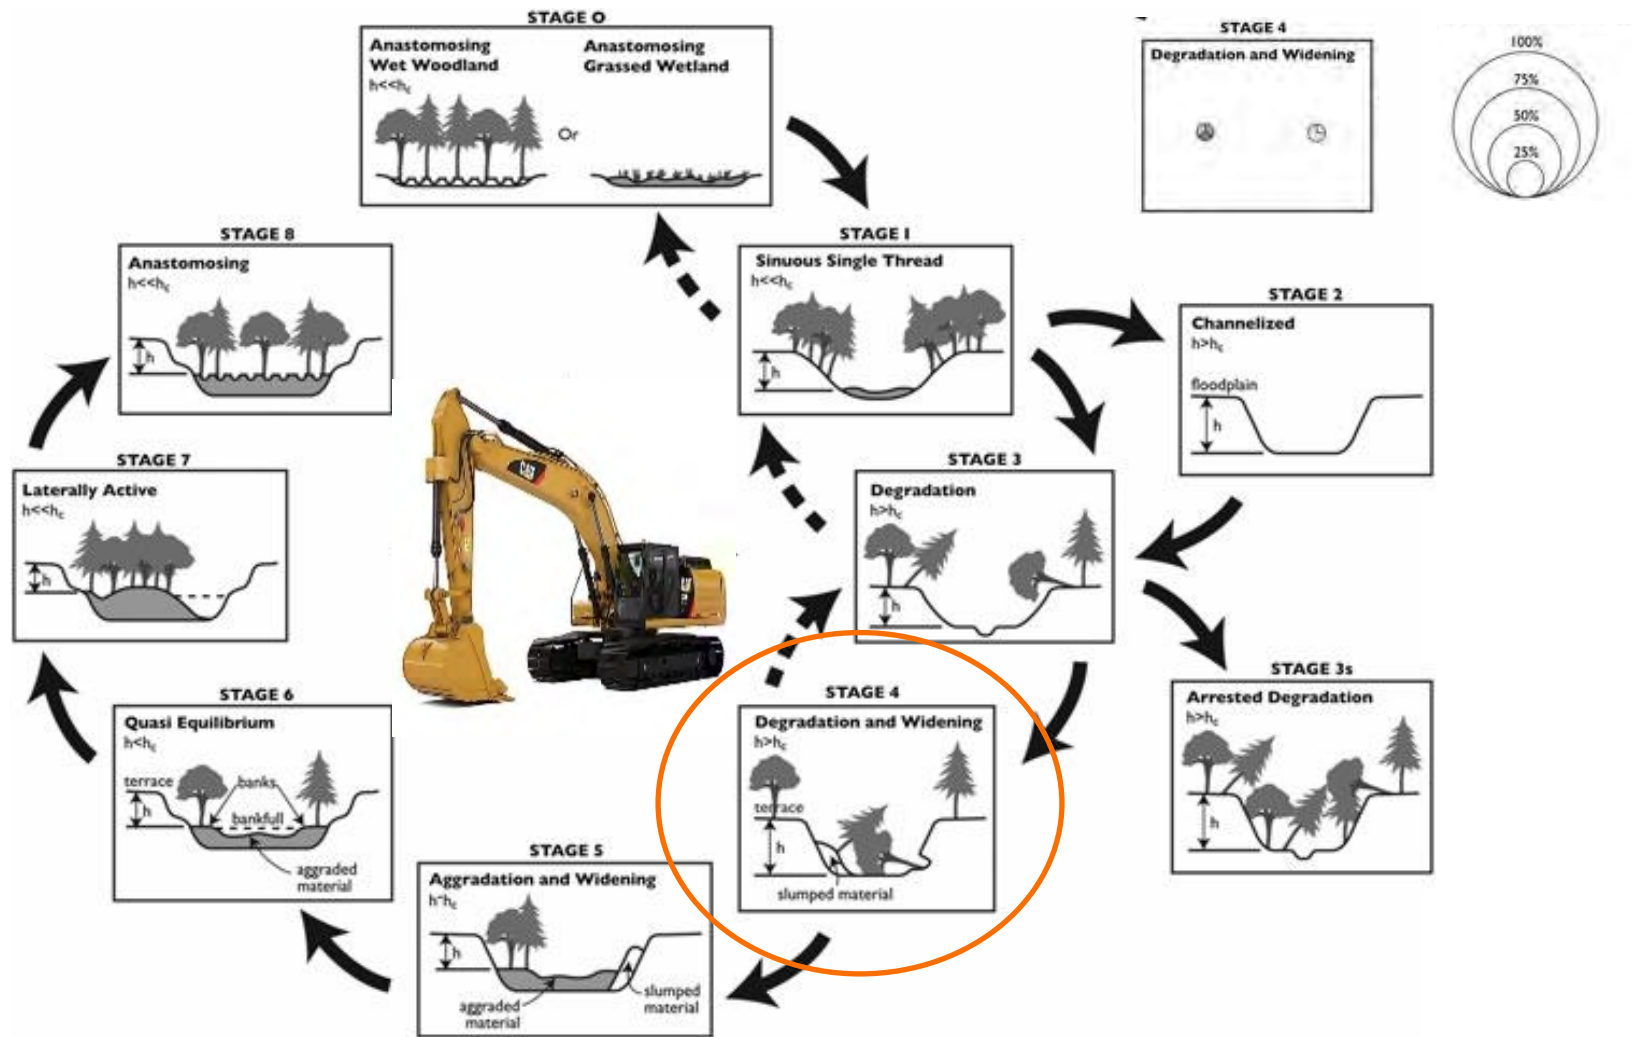 STAGE O
Anastomosing
Wet Woodland
h<<hc
Or
Anastomosing
Grassed Wetland
STAGE 4
Degradation and Widening
100%
75%
50%
25%
STAGE 8
Anastomosing
h<<hc
h
STAGE I
Sinuous Single Thread
h<<hc
h
STAGE 2
Channelized
h>hc
floodplain
h
STAGE 7
Laterally Active
h<<hc
h
CAT
STAGE 3
Degradation
h>hc
h
STAGE 3s
Arrested Degradation
h>hc
h
STAGE 6
Quasi Equilibrium
h<hc
terrace
banks
h
bankfull
aggraded
material
STAGE 4
Degradation and Widening
h>hc
terrace
h
slumped material
STAGE 5
Aggradation and Widening
h~hc
h
aggraded
material
slumped
material